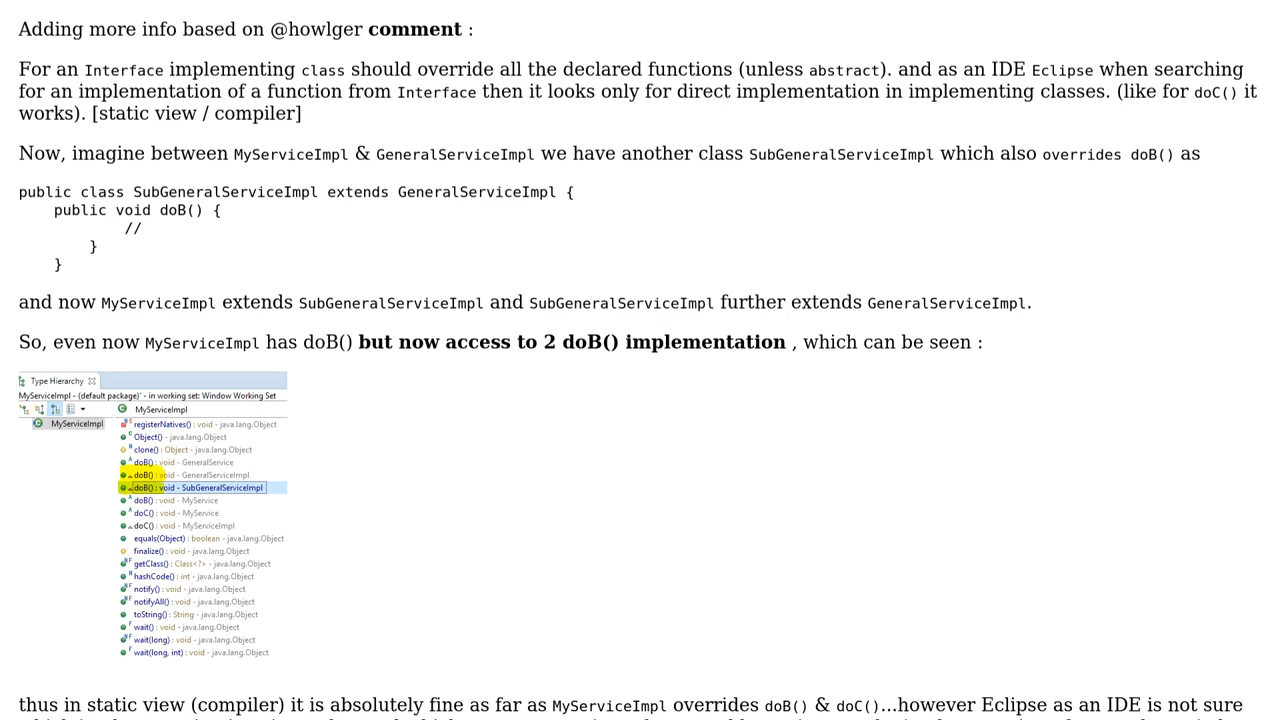 Adding more info based on @howlger comment :
For an Interface implementing class should override all the declared functions (unless abstract). and as an IDE Eclipse when searching
for an implementation of a function from Interface then it looks only for direct implementation in implementing classes. (like for doC() it
works). [static view / compiler]
Now, imagine between MyServiceImpl & GeneralServiceImpl we have another class SubGeneralServiceImpl which also overrides doB() as
public class SubGeneralServiceImpl extends GeneralServiceImpl {
public void doB() {
//
}
}
and now MyServiceImpl extends SubGeneralServiceImpl and SubGeneralServiceImpl further extends GeneralServiceImpl.
So, even now MyServiceImpl has doB() but now access to 2 doB() implementation , which can be seen :
Type Hierarchy
MyServiceImpl - (default package)' - in working set: Window Working Set
MyServiceImpl
MyServiceImpl
registerNatives() : void - java.lang.Object
Object() - java.lang.Object
clone() : Object - java.lang.Object
doB() : void - GeneralService
doB() : void - GeneralServiceImpl
doB() : void - SubGeneralServiceImpl
doB() : void - MyService
doC() : void - MyService
doC() : void - MyServiceImpl
equals(Object) : boolean - java.lang.Object
finalize() : void - java.lang.Object
getClass() : Class<?> - java.lang.Object
hashCode() : int - java.lang.Object
notify() : void - java.lang.Object
notifyAll() : void - java.lang.Object
toString() : String - java.lang.Object
wait() : void - java.lang.Object
wait(long) : void - java.lang.Object
wait(long, int) : void - java.lang.Object
thus in static view (compiler) it is absolutely fine as far as MyServiceImpl overrides doB() & doC()...however Eclipse as an IDE is not sure